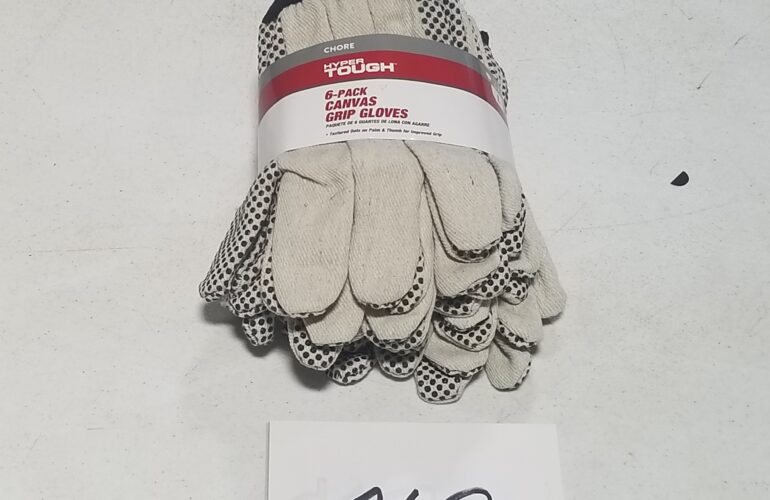 CHORE
HYPER
TOUGH
6-PACK
CANVAS
GRIP GLOVES
PAQUETE DE 6 GUANTES DE LONA CON AGARRE
• Textured Dots on Palm & Thumb for Improved Grip